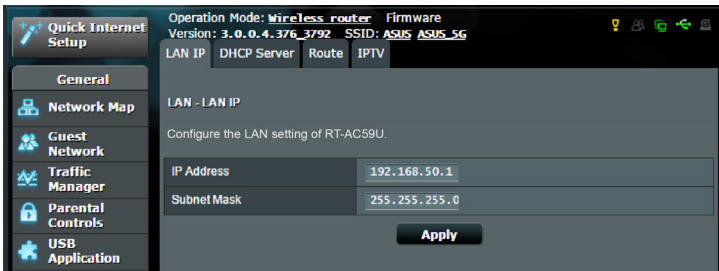 Quick Internet
Setup
General
Network Map
Guest
Network
Traffic
Manager
Parental
Controls
USB
Application
Operation Mode: Wireless router Firmware
Version: 3.0.0.4.376_3792 SSID: ASUS ASUS_5G
LAN IP DHCP Server Route IPTV
LAN - LAN IP
Configure the LAN setting of RT-AC59U.
IP Address 192.168.50.1
Subnet Mask 255.255.255.0
Apply